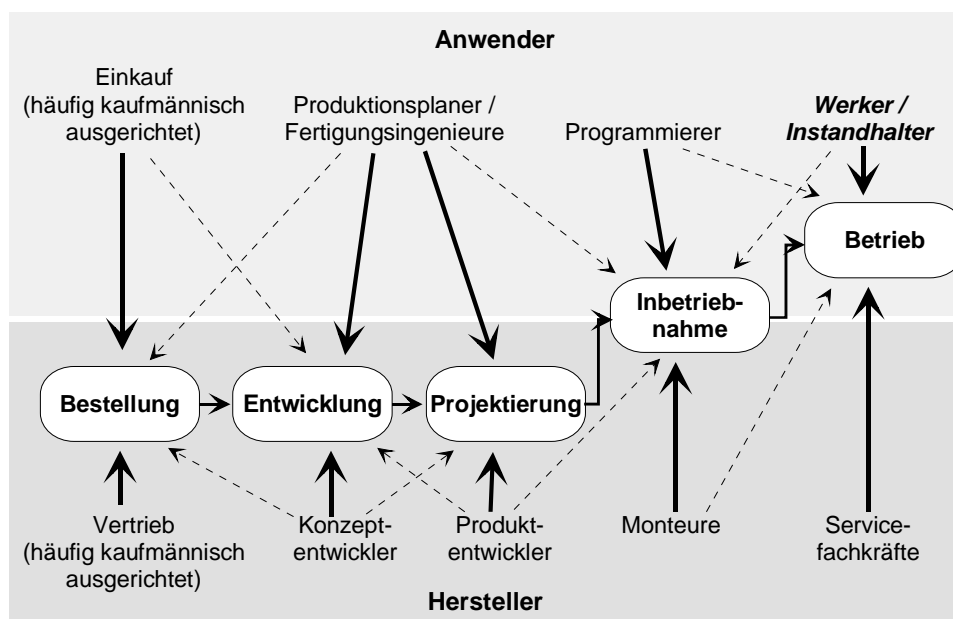 Anwender
Einkauf
(häufig kaufmännisch
ausgerichtet)
Produktionsplaner /
Fertigungsingenieure
Programmierer
Werker /
Instandhalter
Betrieb
Inbetrieb-
nahme
Bestellung
Entwicklung
Projektierung
Vertrieb
(häufig kaufmännisch
ausgerichtet)
Konzept-
entwickler
Produkt-
entwickler
Monteure
Service-
fachkräfte
Hersteller